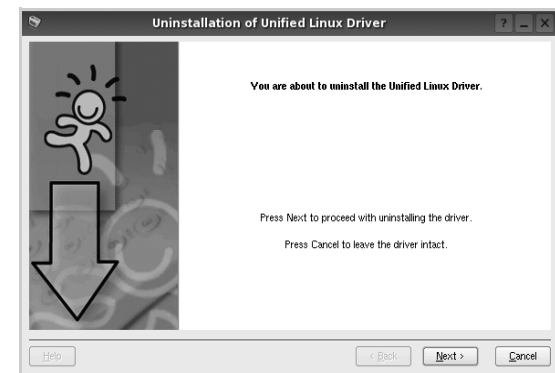 Uninstallation of Unified Linux Driver
? _ X
You are about to uninstall the Unified Linux Driver.
Press Next to proceed with uninstalling the driver.
Press Cancel to leave the driver intact.
Help
< Back
Next >
Cancel